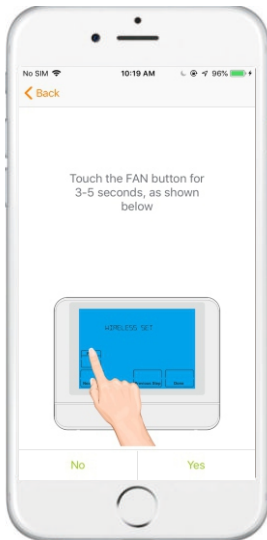 No SIM 10:19 AM 96%
Back
Touch the FAN button for
3-5 seconds, as shown
below
WIRELESS SET
No Yes